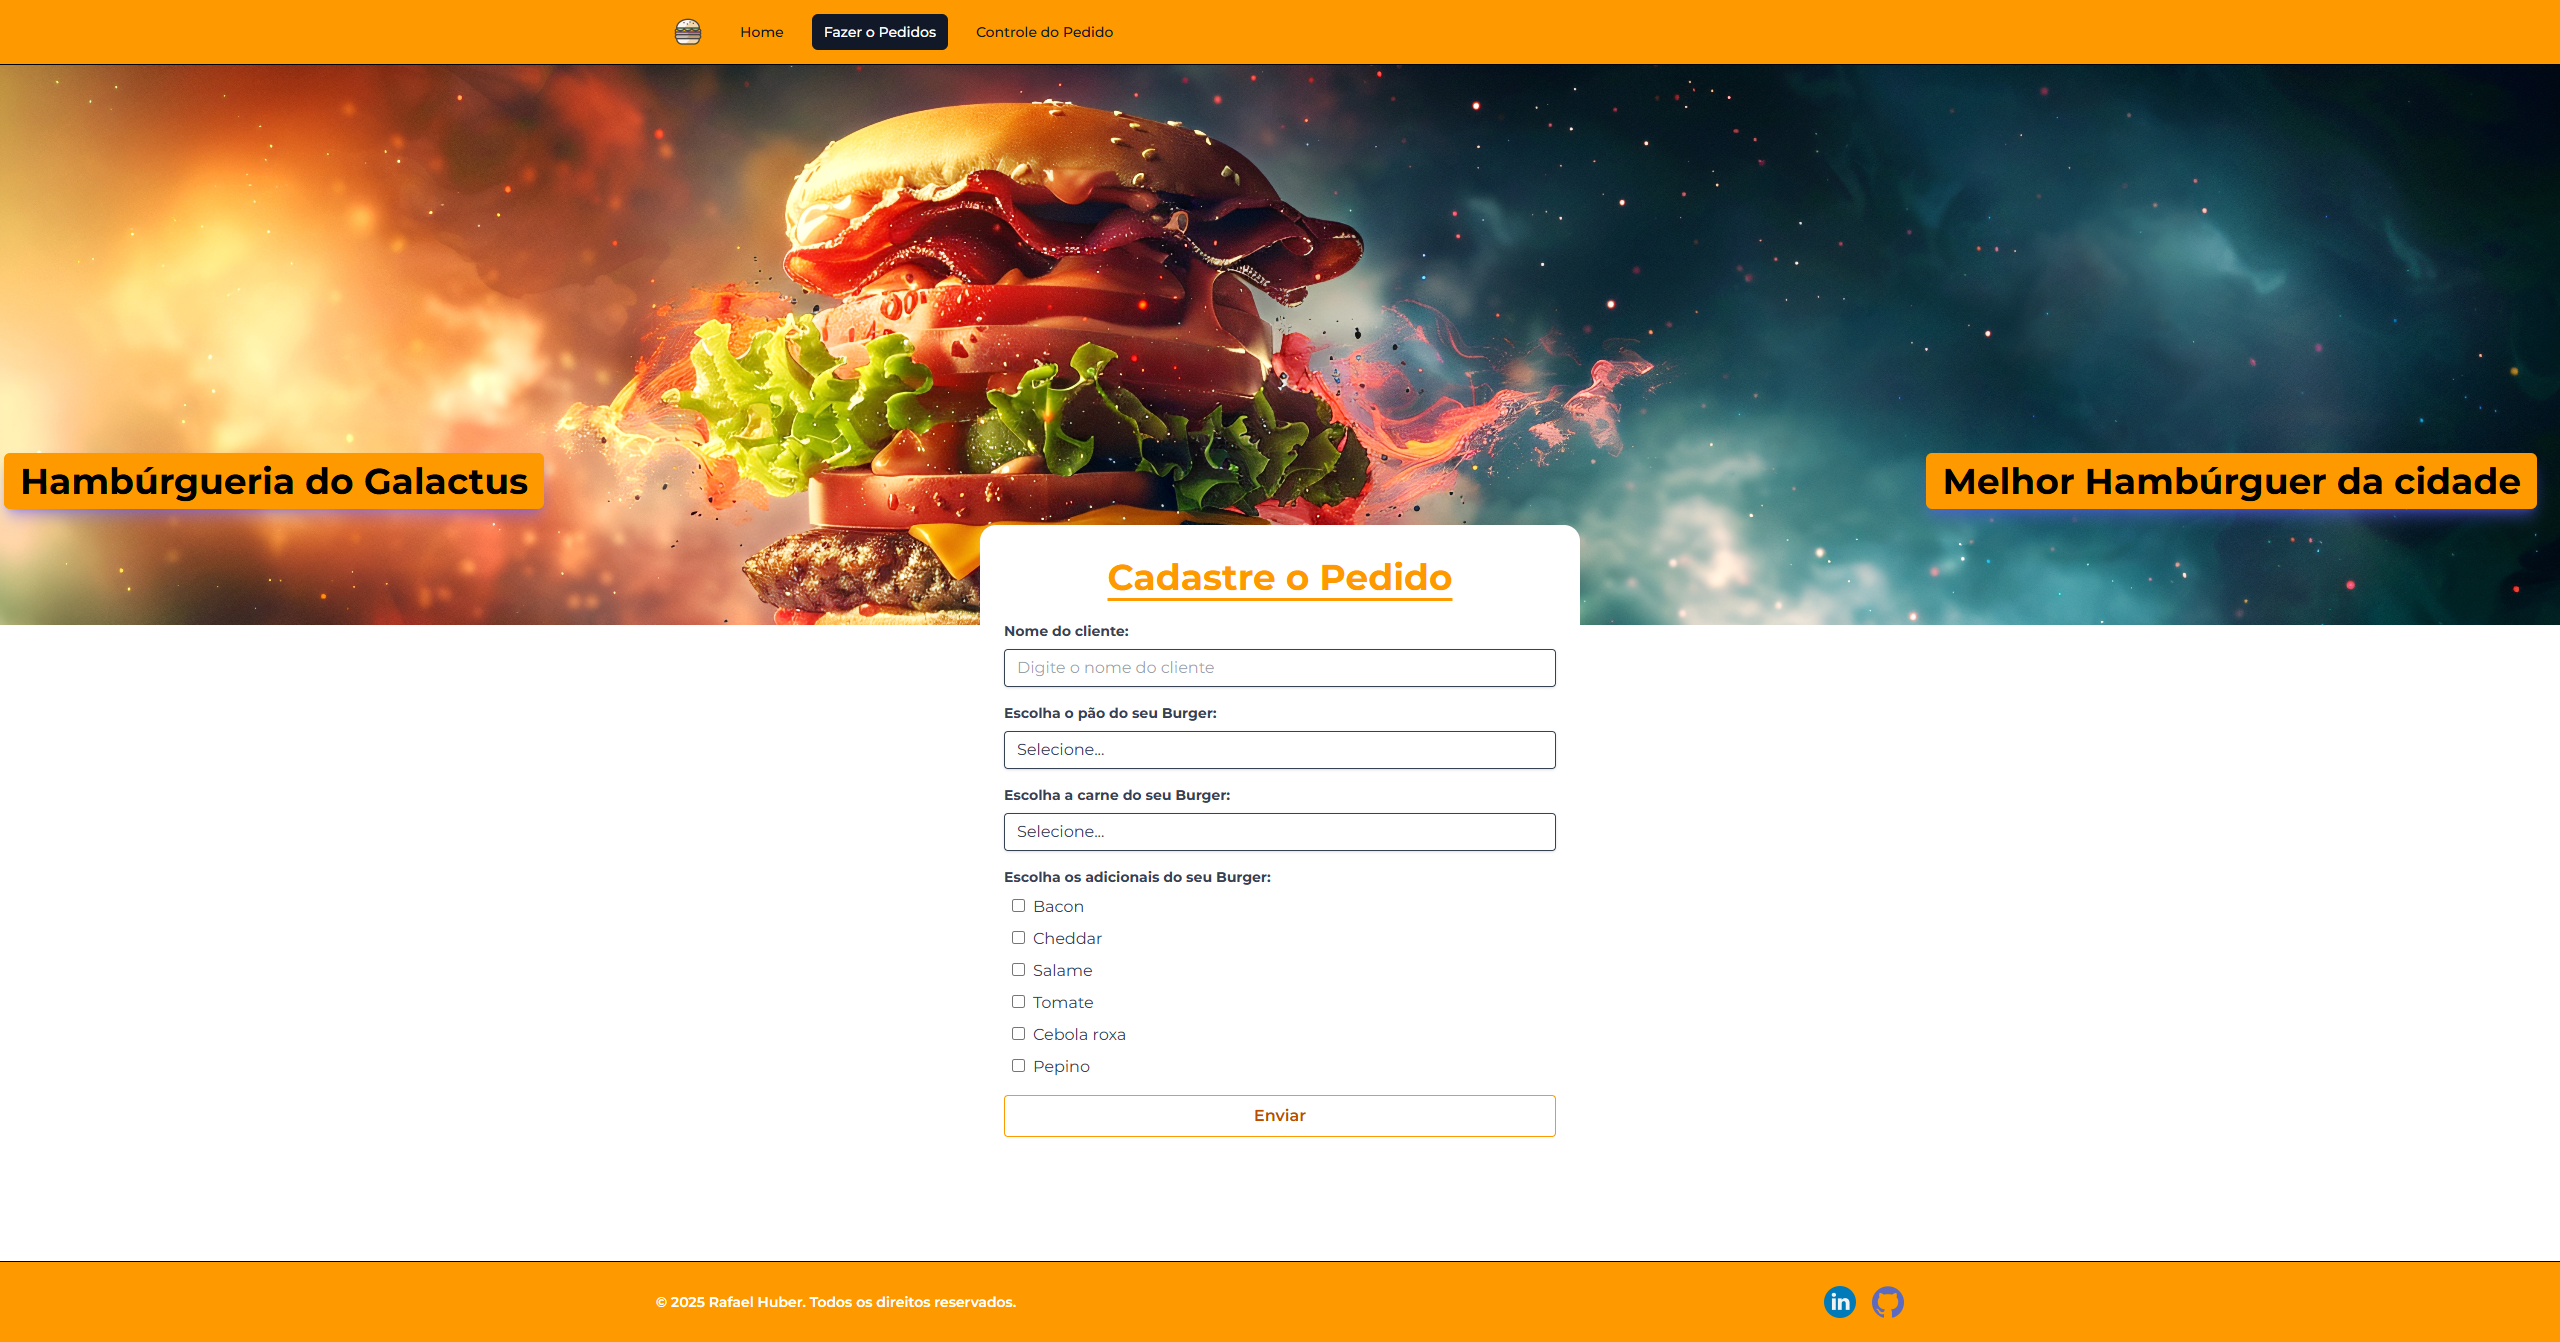 Home
Fazer o Pedidos
Controle do Pedido
Hambúrgueria do Galactus
Melhor Hambúrguer da cidade
Cadastre o Pedido
Nome do cliente:
Digite o nome do cliente
Escolha o pão do seu Burger:
Selecione...
Escolha a carne do seu Burger:
Selecione...
Escolha os adicionais do seu Burger:
Bacon
Cheddar
Salame
Tomate
Cebola roxa
Pepino
Enviar
© 2025 Rafael Huber. Todos os direitos reservados.
in